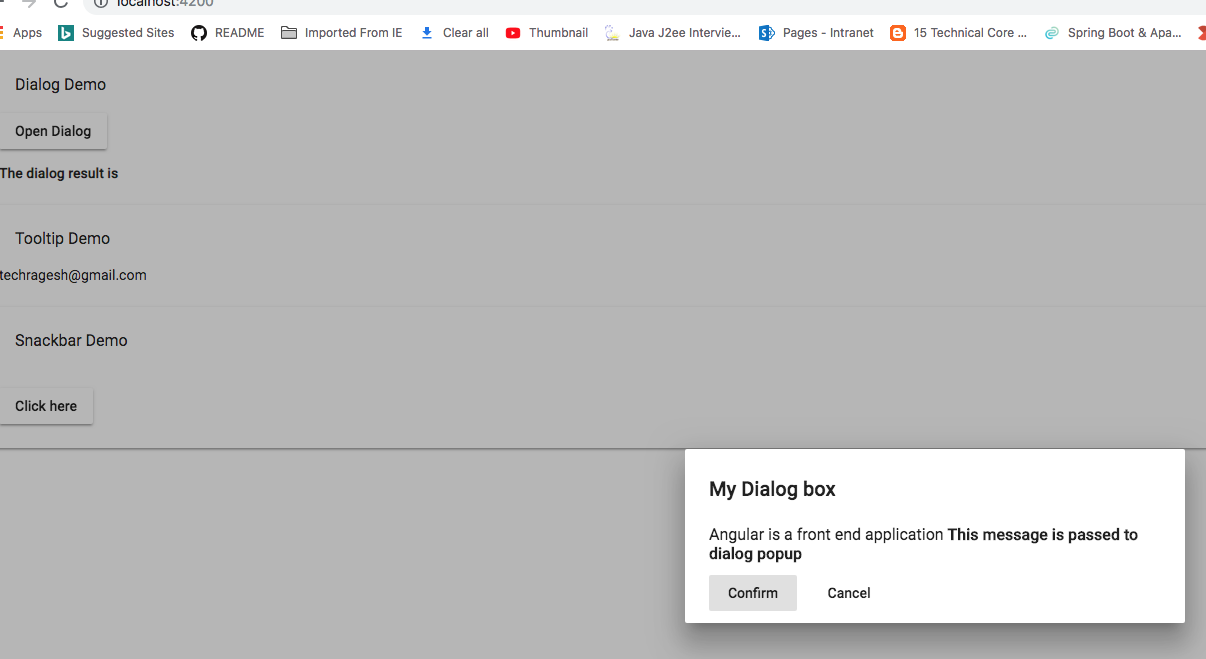 localhost:4200
Apps Suggested Sites README Imported From IE Clear all Thumbnail Java J2ee Intervie... Pages - Intranet 15 Technical Core ... Spring Boot & Apa...
Dialog Demo
Open Dialog
The dialog result is
Tooltip Demo
techragesh@gmail.com
Snackbar Demo
Click here
My Dialog box
Angular is a front end application This message is passed to
dialog popup
Confirm Cancel